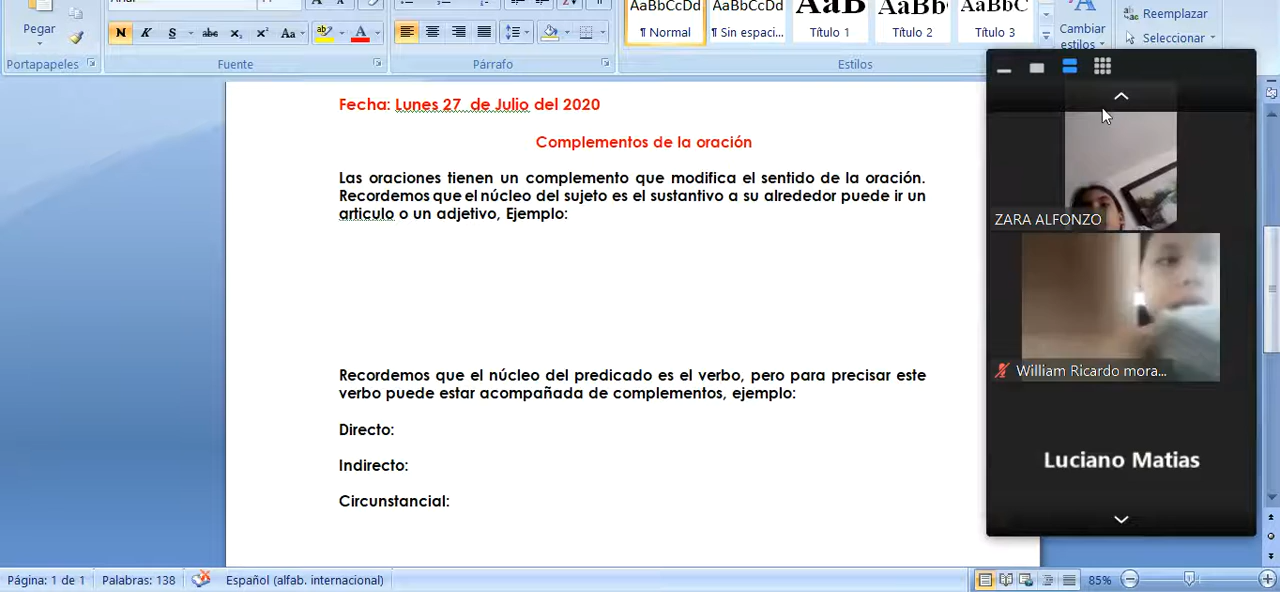 AaBbCcDd AaBbCcDd AaB AaBb AaBbC
Reemplazar
Pegar
N K S abc x₂ x² Aa ab A
¶ Normal ¶ Sin espaci... Título 1 Título 2 Título 3
Cambiar estilos
Seleccionar
Portapapeles Fuente Párrafo Estilos
Fecha: Lunes 27 de Julio del 2020
Complementos de la oración
Las oraciones tienen un complemento que modifica el sentido de la oración.
Recordemos que el núcleo del sujeto es el sustantivo a su alrededor puede ir un
articulo o un adjetivo, Ejemplo:
Recordemos que el núcleo del predicado es el verbo, pero para precisar este
verbo puede estar acompañada de complementos, ejemplo:
Directo:
Indirecto:
Circunstancial:
ZARA ALFONZO
William Ricardo mora...
Luciano Matias
Página: 1 de 1 Palabras: 138 Español (alfab. internacional) 85%